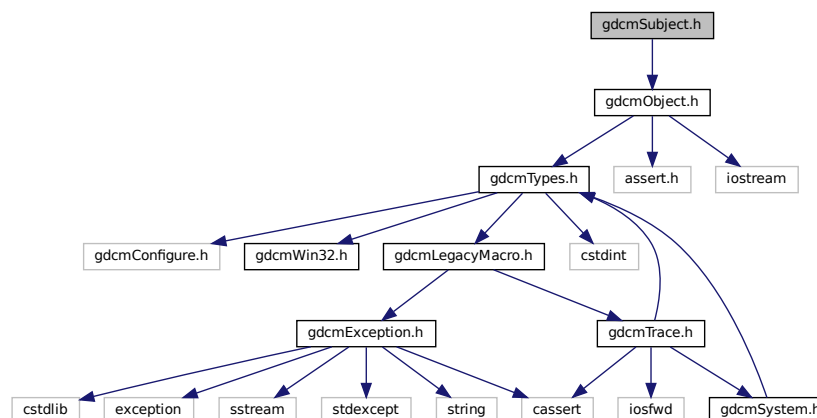 gdcmSubject.h
gdcmObject.h
gdcmTypes.h
assert.h
iostream
gdcmConfigure.h
gdcmWin32.h
gdcmLegacyMacro.h
cstdint
gdcmException.h
gdcmTrace.h
cstdlib
exception
sstream
stdexcept
string
cassert
iosfwd
gdcmSystem.h